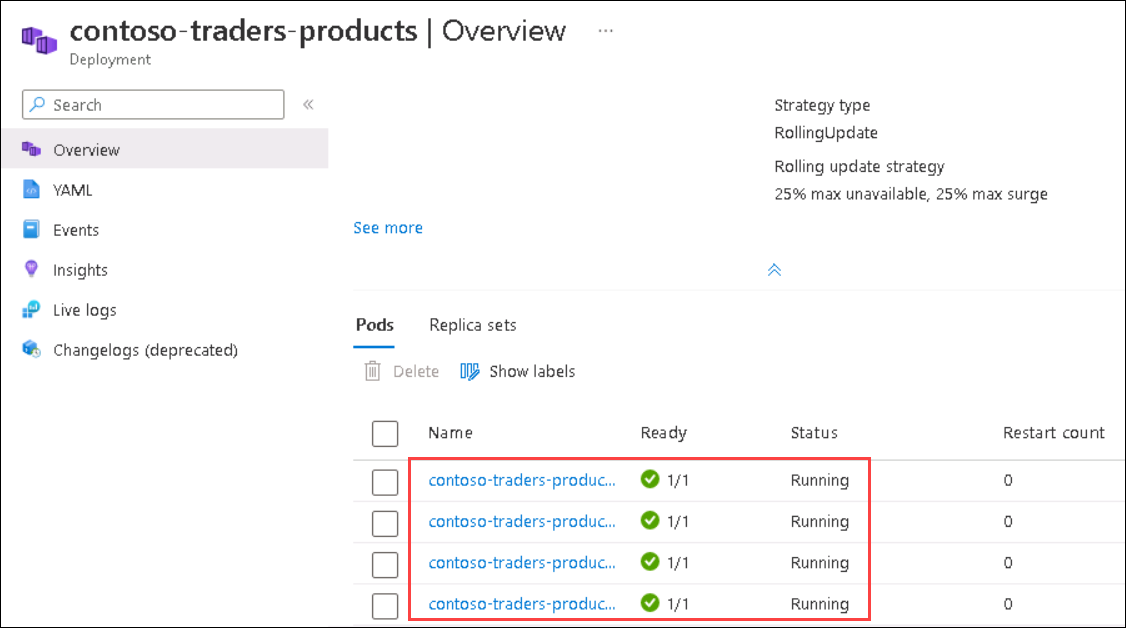 contoso-traders-products | Overview ...
Deployment
Search «
Overview
YAML
Events
Insights
Live logs
Changelogs (deprecated)
Strategy type
RollingUpdate
Rolling update strategy
25% max unavailable, 25% max surge
See more
Pods Replica sets
Delete Show labels
Name Ready Status Restart count
contoso-traders-produc... 1/1 Running 0
contoso-traders-produc... 1/1 Running 0
contoso-traders-produc... 1/1 Running 0
contoso-traders-produc... 1/1 Running 0